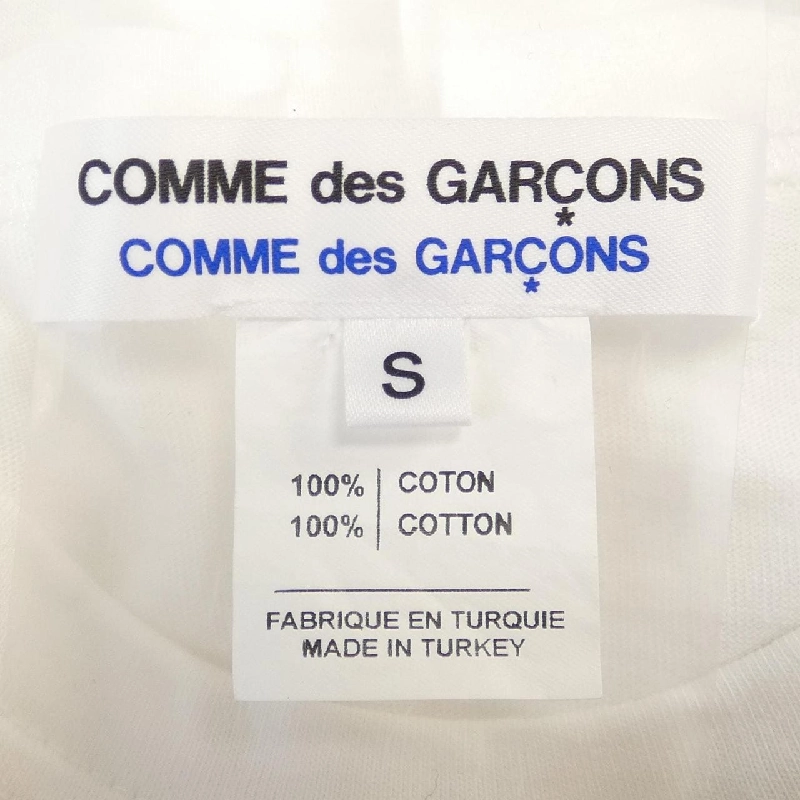 COMME des GARÇONS
*
COMME des GARÇONS
*
S
100% | COTON
100% | COTTON
FABRIQUE EN TURQUIE
MADE IN TURKEY